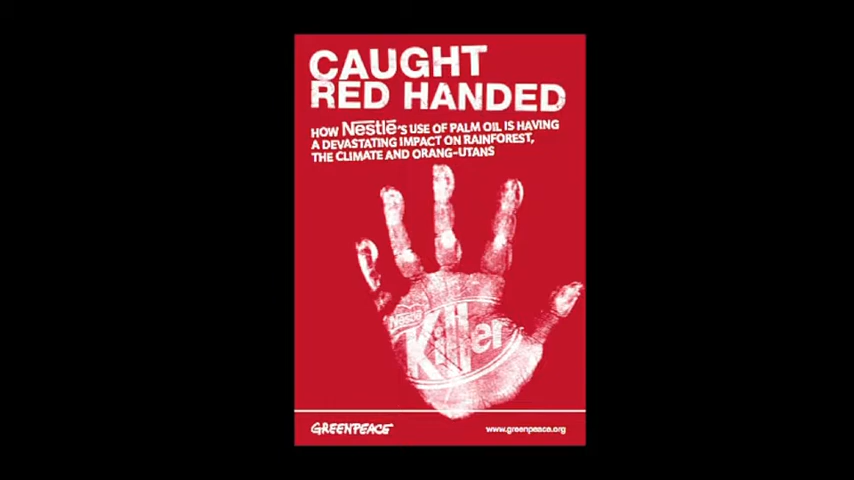 CAUGHT
RED HANDED
HOW Nestlé's USE OF PALM OIL IS HAVING
A DEVASTATING IMPACT ON RAINFOREST,
THE CLIMATE AND ORANG-UTANS
Nestlé
Killer
GREENPEACE
www.greenpeace.org